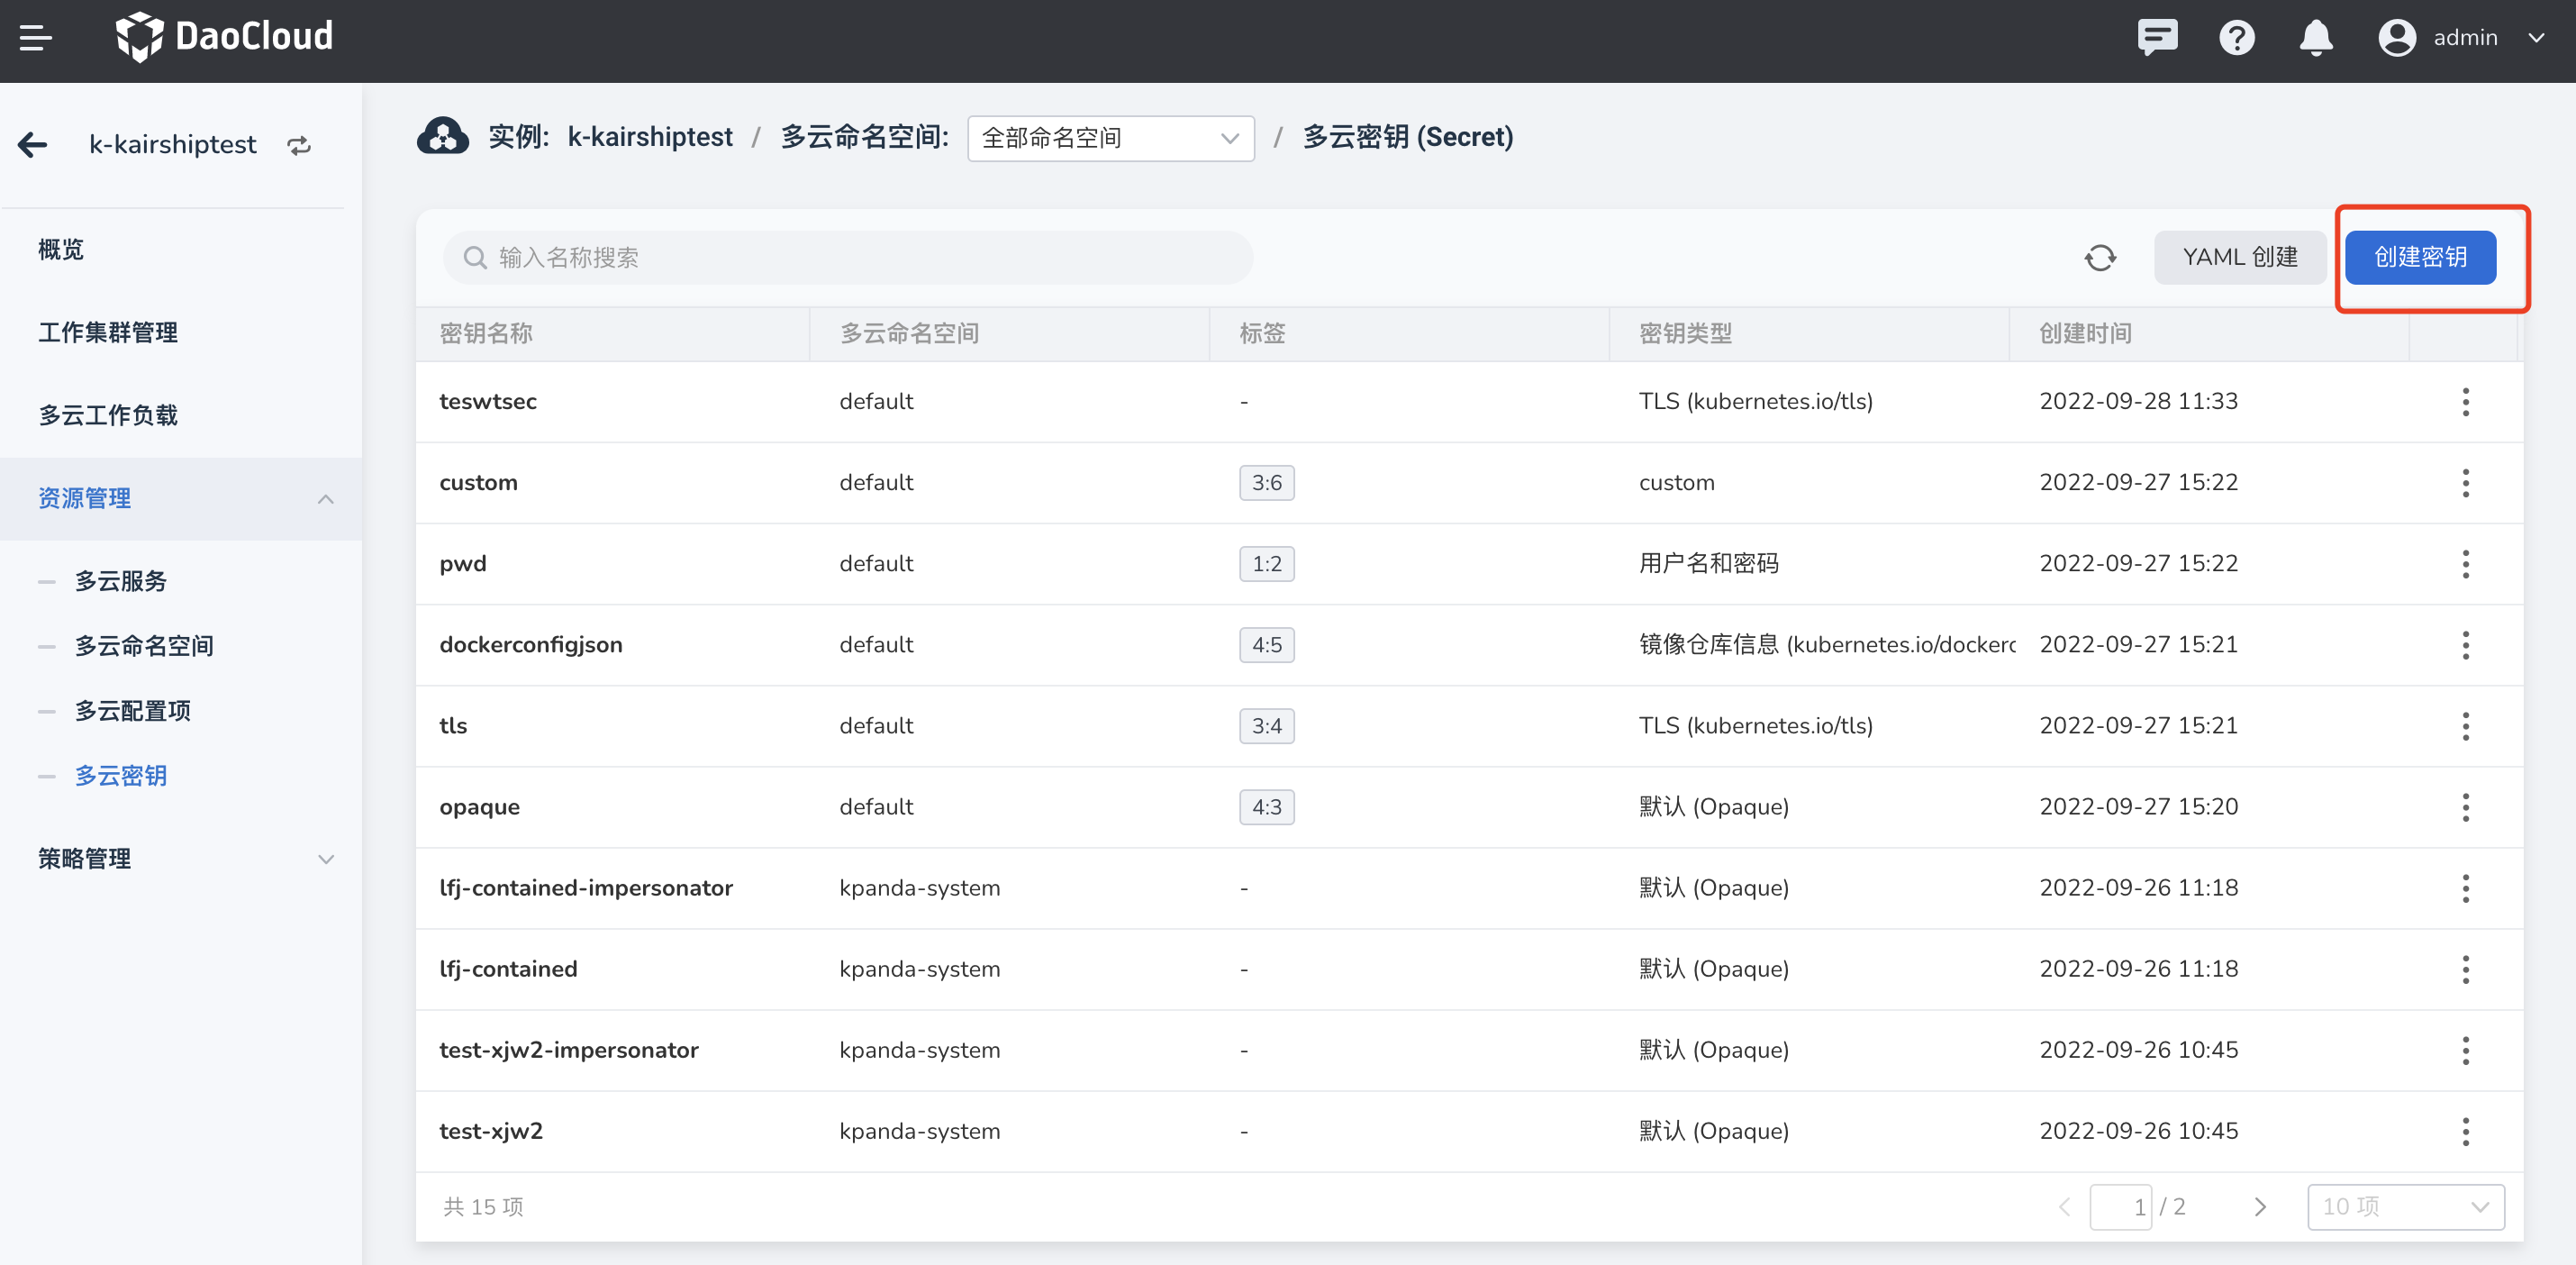 DaoCloud
admin
k-kairshiptest
实例: k-kairshiptest / 多云命名空间: 全部命名空间 / 多云密钥 (Secret)
概览
工作集群管理
多云工作负载
资源管理
多云服务
多云命名空间
多云配置项
多云密钥
策略管理
输入名称搜索
YAML 创建
创建密钥
密钥名称 多云命名空间 标签 密钥类型 创建时间
teswtsec default - TLS (kubernetes.io/tls) 2022-09-28 11:33
custom default 3:6 custom 2022-09-27 15:22
pwd default 1:2 用户名和密码 2022-09-27 15:22
dockerconfigjson default 4:5 镜像仓库信息 (kubernetes.io/dockerc 2022-09-27 15:21
tls default 3:4 TLS (kubernetes.io/tls) 2022-09-27 15:21
opaque default 4:3 默认 (Opaque) 2022-09-27 15:20
lfj-contained-impersonator kpanda-system - 默认 (Opaque) 2022-09-26 11:18
lfj-contained kpanda-system - 默认 (Opaque) 2022-09-26 11:18
test-xjw2-impersonator kpanda-system - 默认 (Opaque) 2022-09-26 10:45
test-xjw2 kpanda-system - 默认 (Opaque) 2022-09-26 10:45
共 15 项
1 / 2
10 项